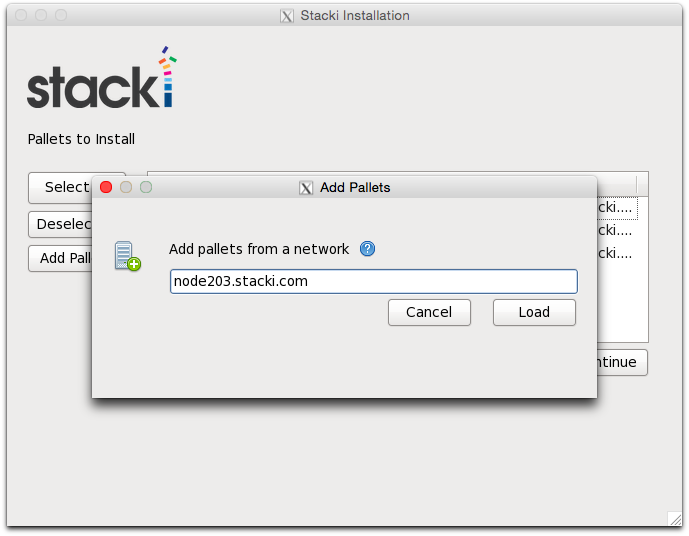 Stacki Installation
stacki
Pallets to Install
Select
Deselec
Add Pall
Add Pallets
Add pallets from a network
node203.stacki.com
Cancel
Load
cki....
cki....
cki....
ntinue